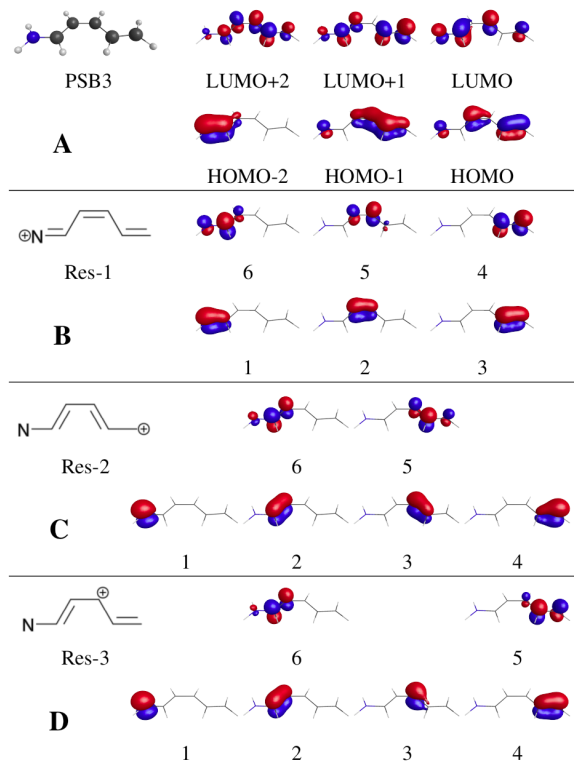 PSB3 LUMO+2 LUMO+1 LUMO
A
HOMO-2 HOMO-1 HOMO
⊕N
Res-1 6 5 4
B
1 2 3
N ⊕
Res-2 6 5
C
1 2 3 4
⊕
N
Res-3 6 5
D
1 2 3 4